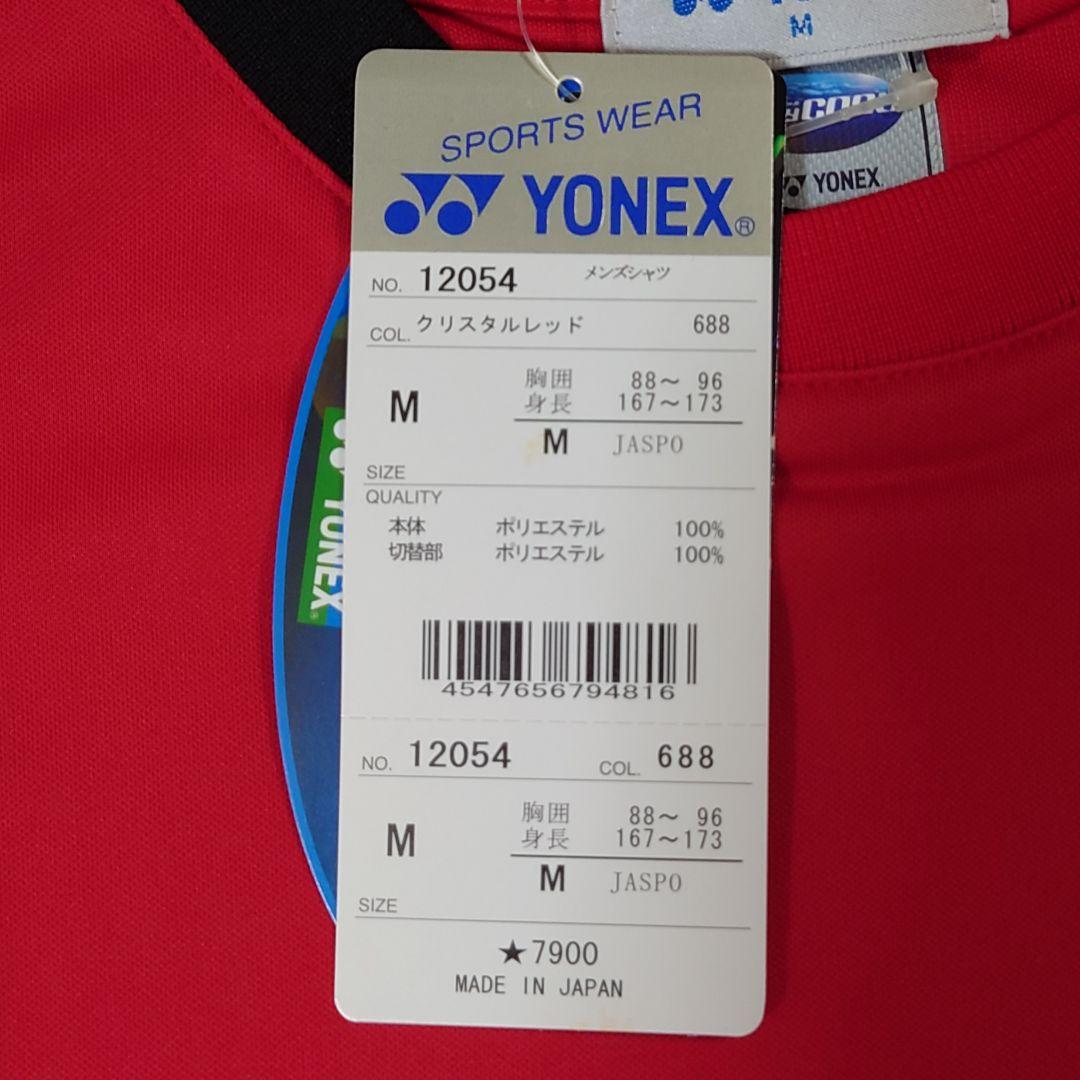 M
COOL
YONEX
SPORTS WEAR
YONEX®
NO. 12054 メンズシャツ
COL. クリスタルレッド 688
M 胸囲 88〜 96
身長 167〜173
M JASPO
SIZE
QUALITY
本体 ポリエステル 100%
切替部 ポリエステル 100%
4547656794816
NO. 12054 COL. 688
M 胸囲 88〜 96
身長 167〜173
M JASPO
SIZE
★7900
MADE IN JAPAN
YONEX®